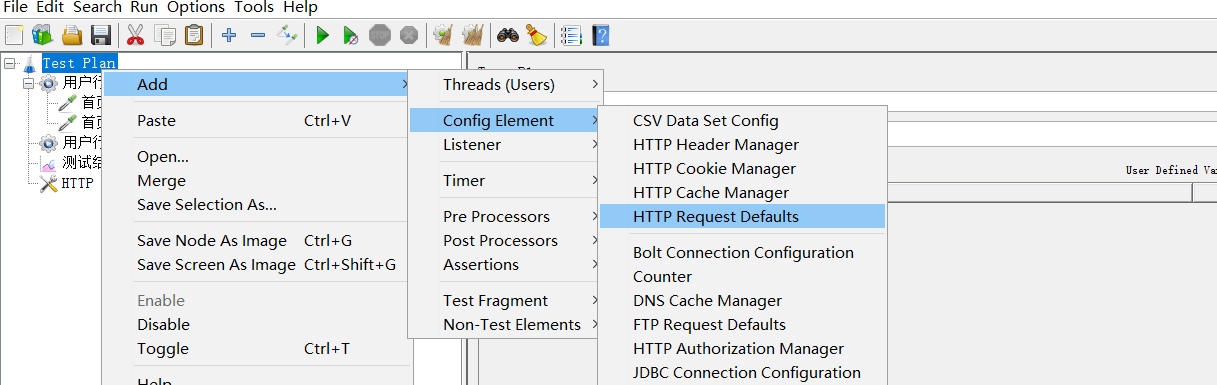 File Edit Search Run Options Tools Help
Test Plan
用户行
首页
首页
用户行
测试结
HTTP
Add
Paste Ctrl+V
Open...
Merge
Save Selection As...
Save Node As Image Ctrl+G
Save Screen As Image Ctrl+Shift+G
Enable
Disable
Toggle Ctrl+T
Help
Threads (Users)
Config Element
Listener
Timer
Pre Processors
Post Processors
Assertions
Test Fragment
Non-Test Elements
CSV Data Set Config
HTTP Header Manager
HTTP Cookie Manager
HTTP Cache Manager
HTTP Request Defaults
Bolt Connection Configuration
Counter
DNS Cache Manager
FTP Request Defaults
HTTP Authorization Manager
JDBC Connection Configuration
User Defined Va